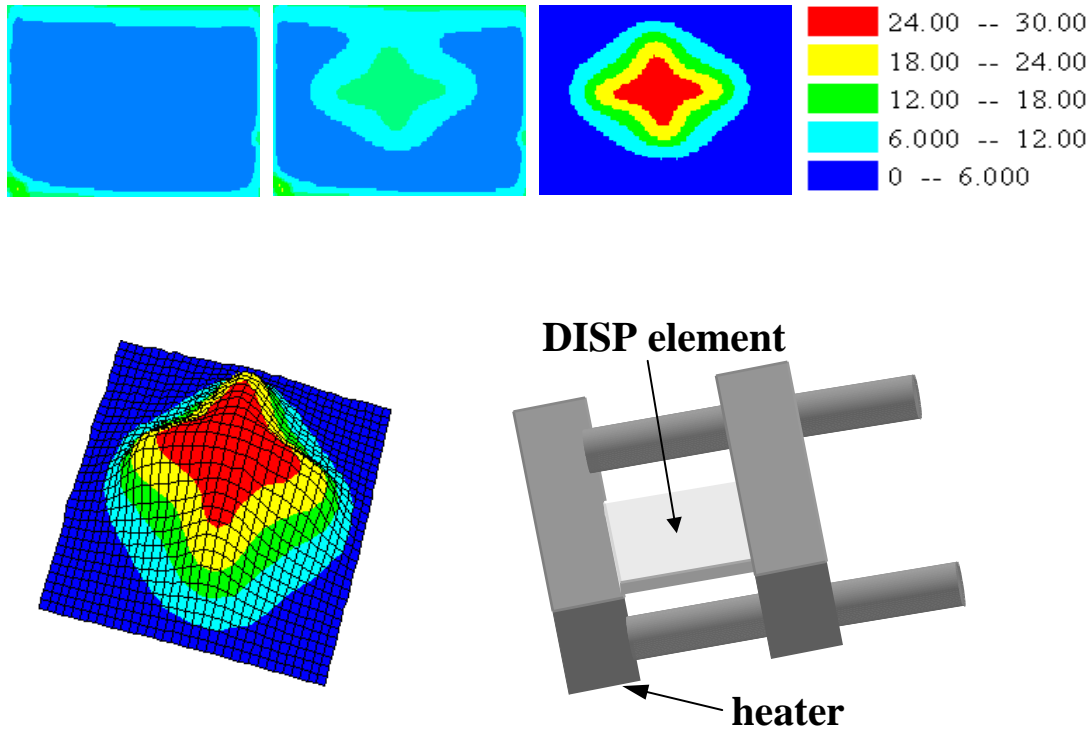 24.00 -- 30.00
18.00 -- 24.00
12.00 -- 18.00
6.000 -- 12.00
0 -- 6.000
DISP element
heater